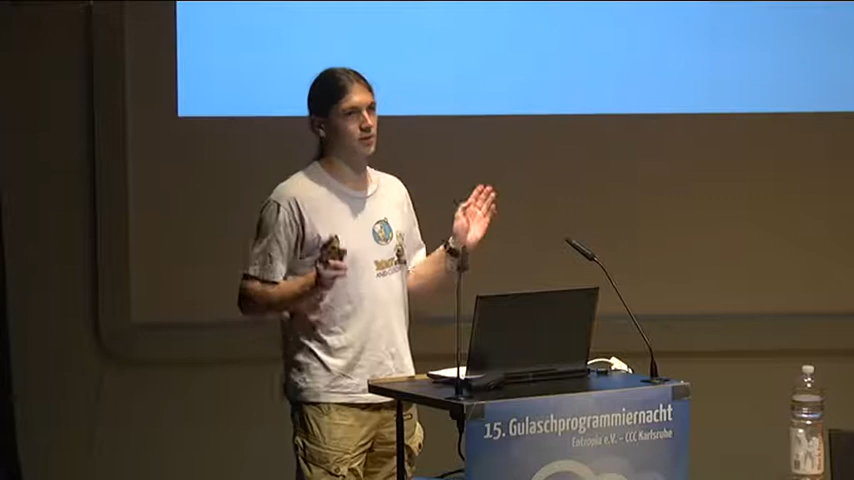 15. Gulaschprogrammiernacht
Entropia e.V. – CCC Karlsruhe